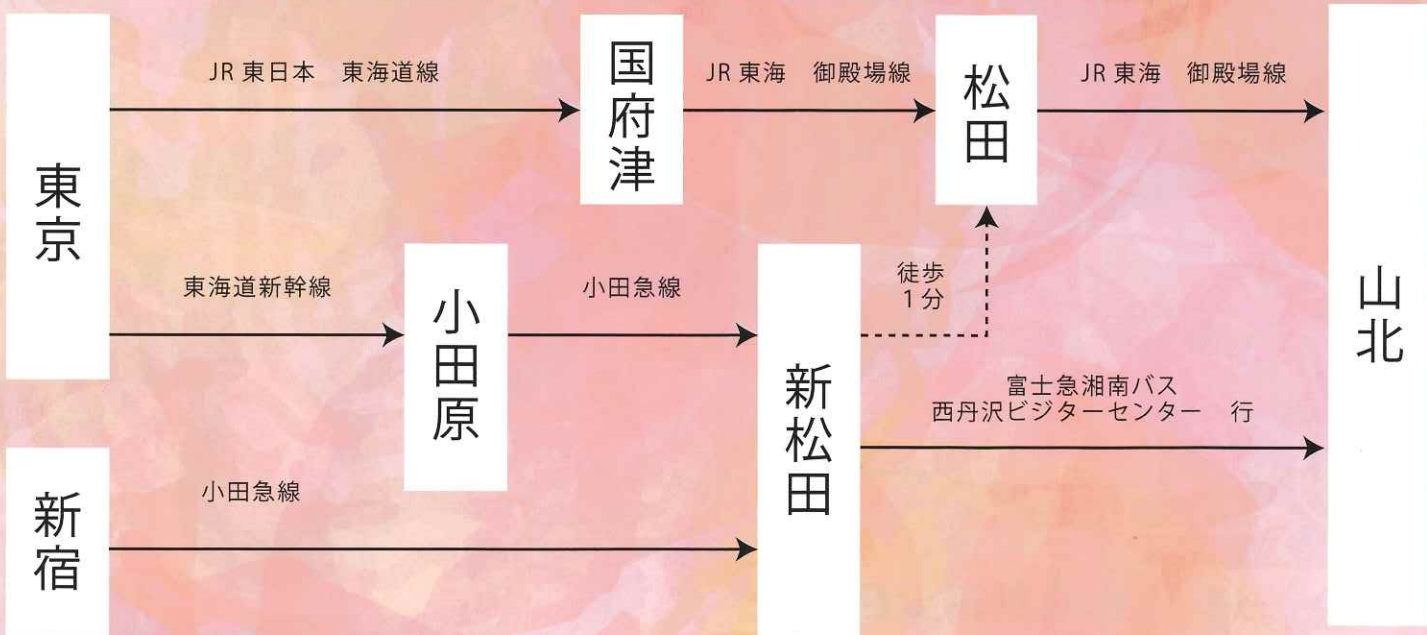 東京
JR 東日本　東海道線
国府津
JR 東海　御殿場線
松田
JR 東海　御殿場線
山北
東海道新幹線
小田原
小田急線
新松田
徒歩
1分
富士急湘南バス
西丹沢ビジターセンター　行
新宿
小田急線